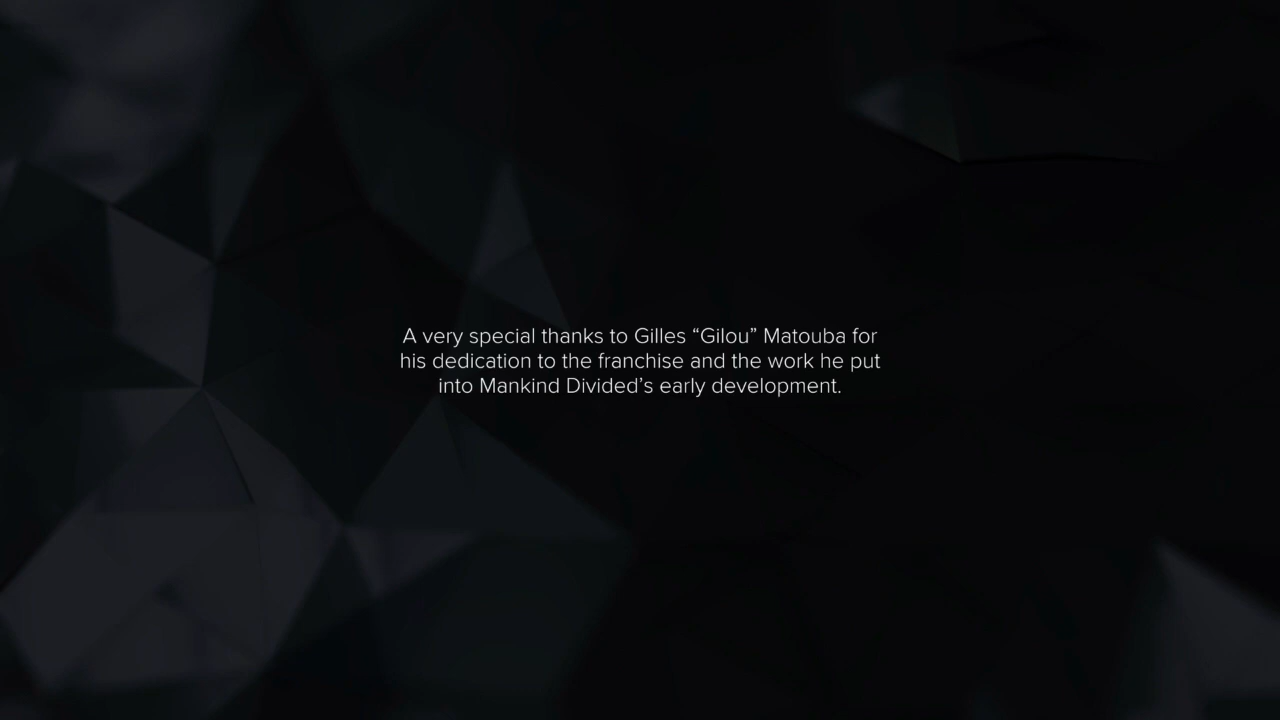 A very special thanks to Gilles “Gilou” Matouba for
his dedication to the franchise and the work he put
into Mankind Divided’s early development.